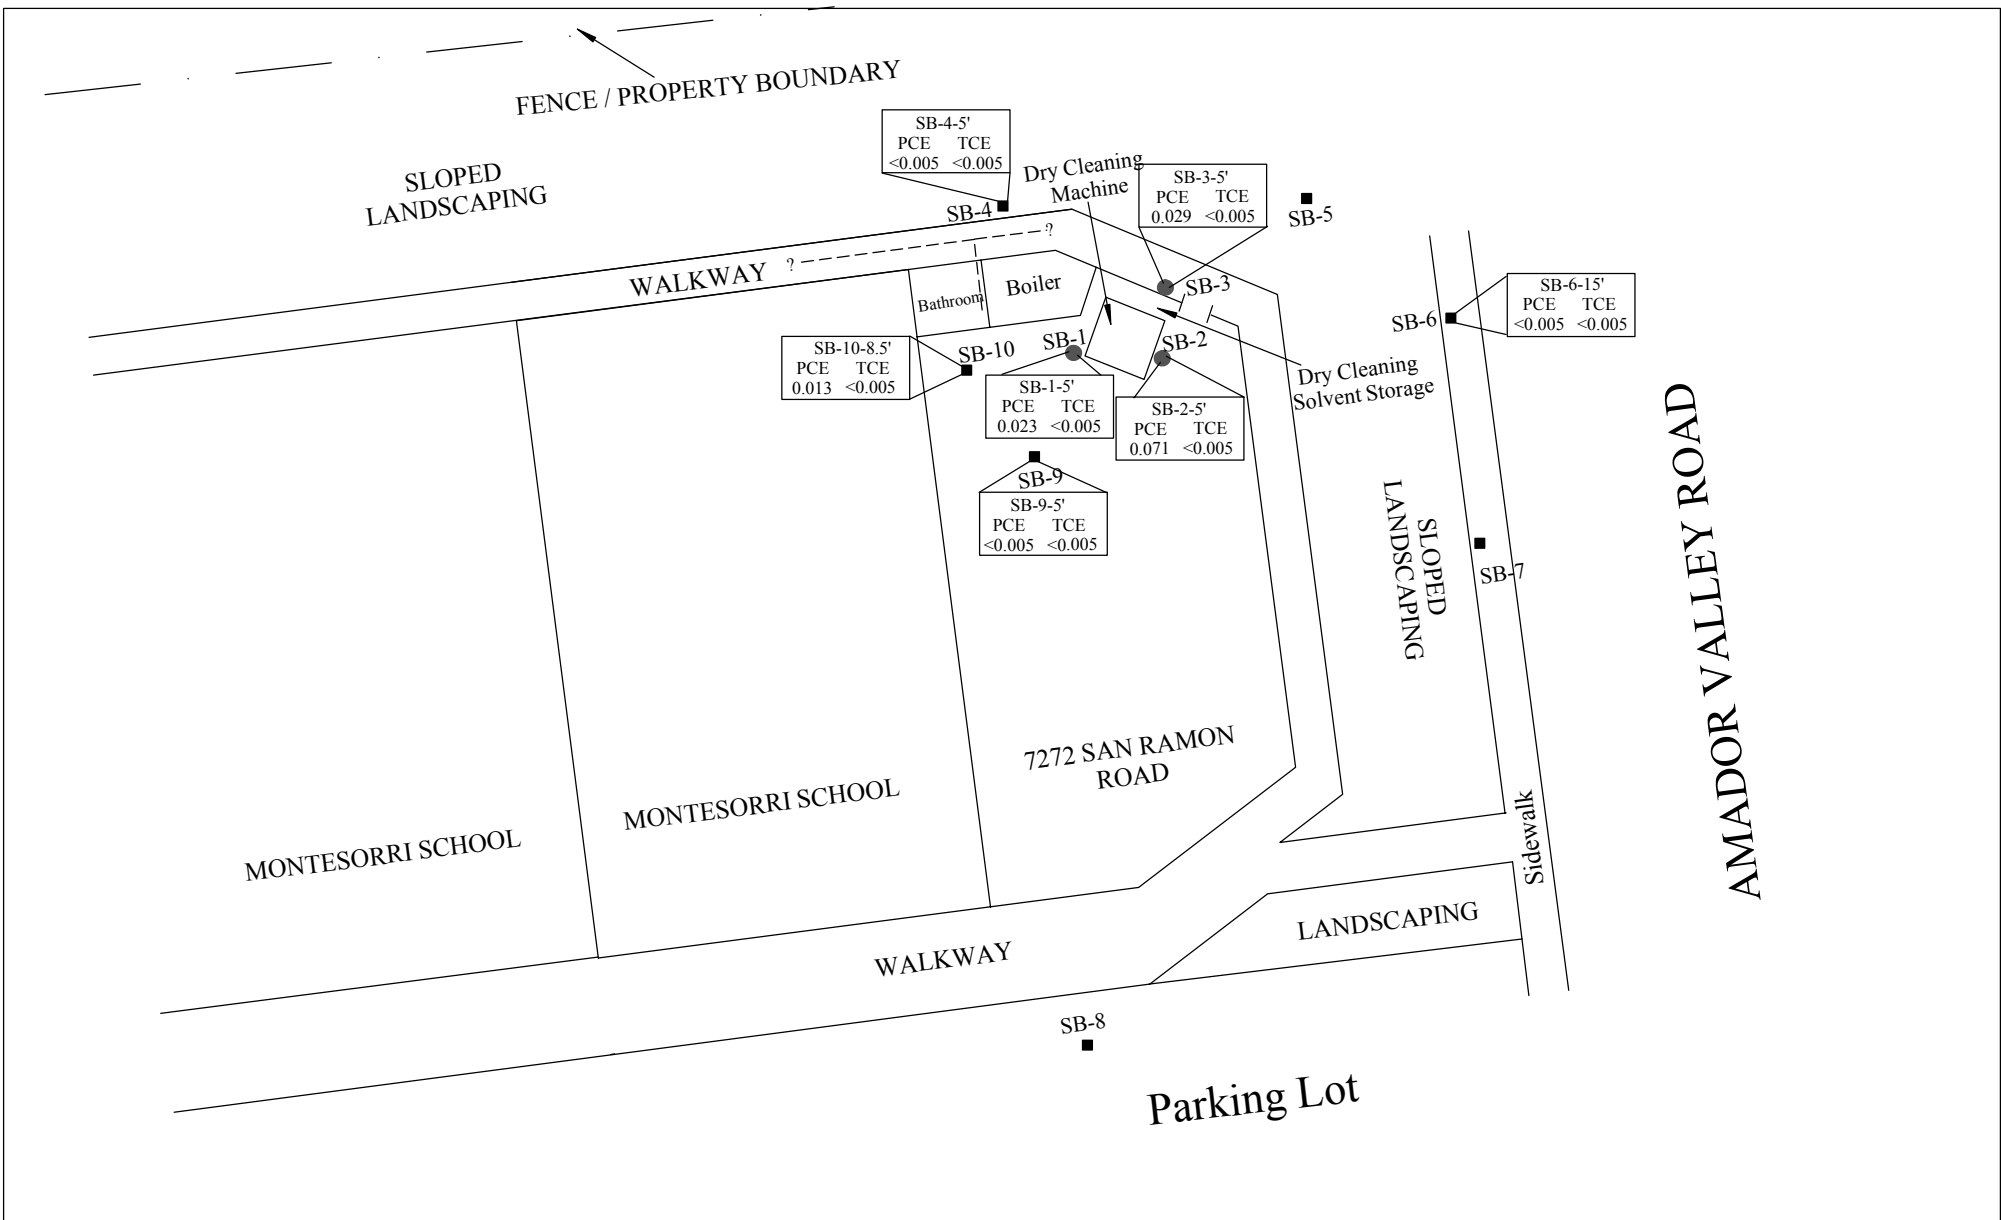 FENCE / PROPERTY BOUNDARY
SLOPED
LANDSCAPING
SB-4-5'
PCE TCE
<0.005 <0.005
SB-4
Dry Cleaning
Machine
SB-3-5'
PCE TCE
0.029 <0.005
SB-5
WALKWAY
?
?
Bathroom
Boiler
SB-3
SB-6-15'
PCE TCE
<0.005 <0.005
SB-6
SB-10-8.5'
PCE TCE
0.013 <0.005
SB-10
SB-1
SB-2
SB-1-5'
PCE TCE
0.023 <0.005
SB-2-5'
PCE TCE
0.071 <0.005
Dry Cleaning
Solvent Storage
SB-9
SB-9-5'
PCE TCE
<0.005 <0.005
SLOPED
LANDSCAPING
SB-7
AMADOR VALLEY ROAD
7272 SAN RAMON
ROAD
MONTESORRI SCHOOL
MONTESORRI SCHOOL
Sidewalk
LANDSCAPING
WALKWAY
SB-8
Parking Lot